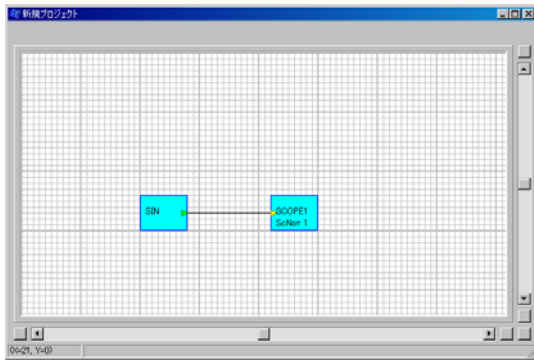 新規プロジェクト
SIN
SCOPE1
ScNo= 1
(X=21, Y=0)